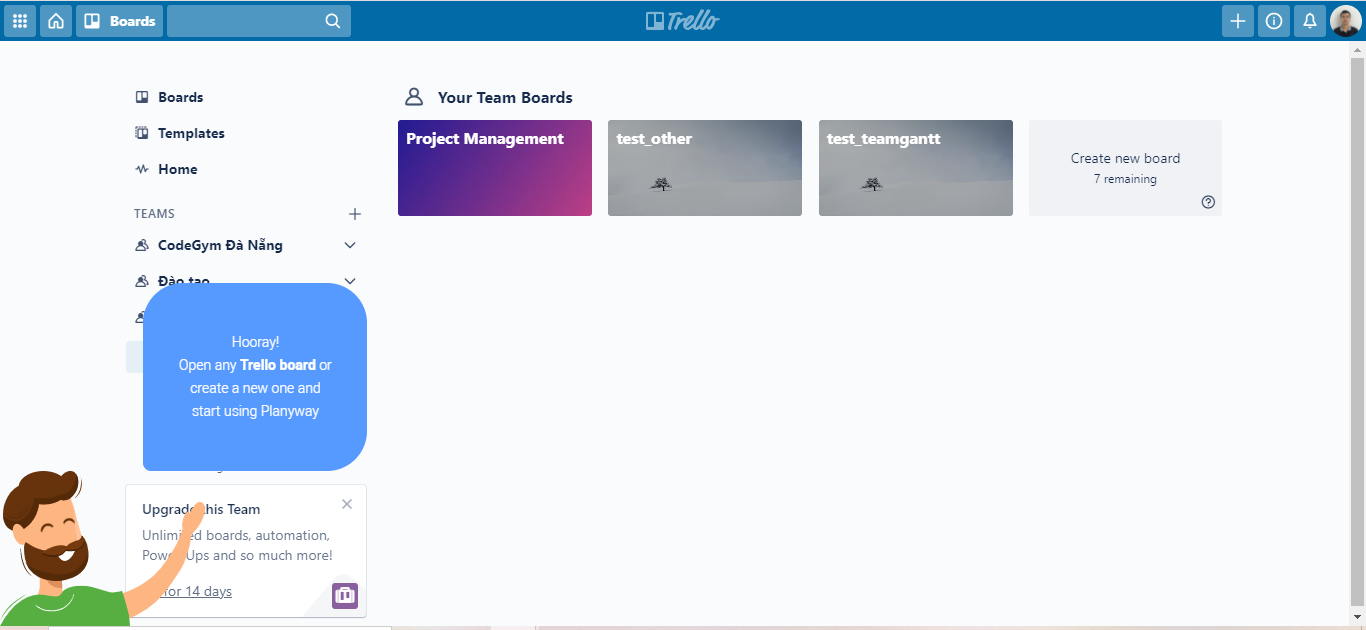 Boards
Trello
Boards
Templates
Home
TEAMS
CodeGym Đà Nẵng
Đào tạo
Hooray!
Open any Trello board or
create a new one and
start using Planyway
Upgrade this Team
Unlimited boards, automation,
Power-Ups and so much more!
for 14 days
Your Team Boards
Project Management
test_other
test_teamgantt
Create new board
7 remaining